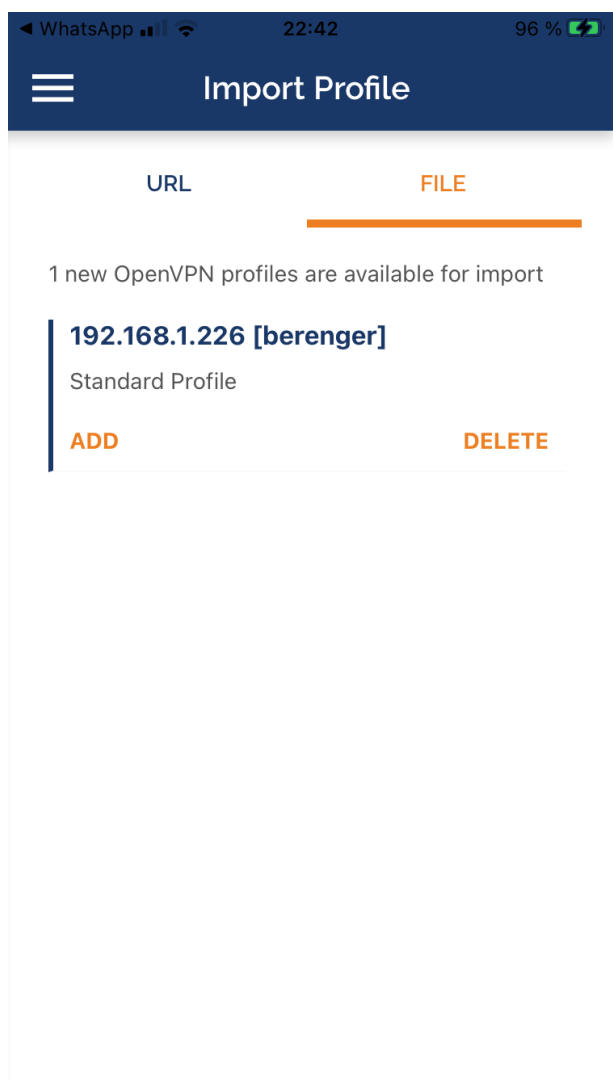 WhatsApp 22:42 96 %
Import Profile
URL FILE
1 new OpenVPN profiles are available for import
192.168.1.226 [berenger]
Standard Profile
ADD DELETE